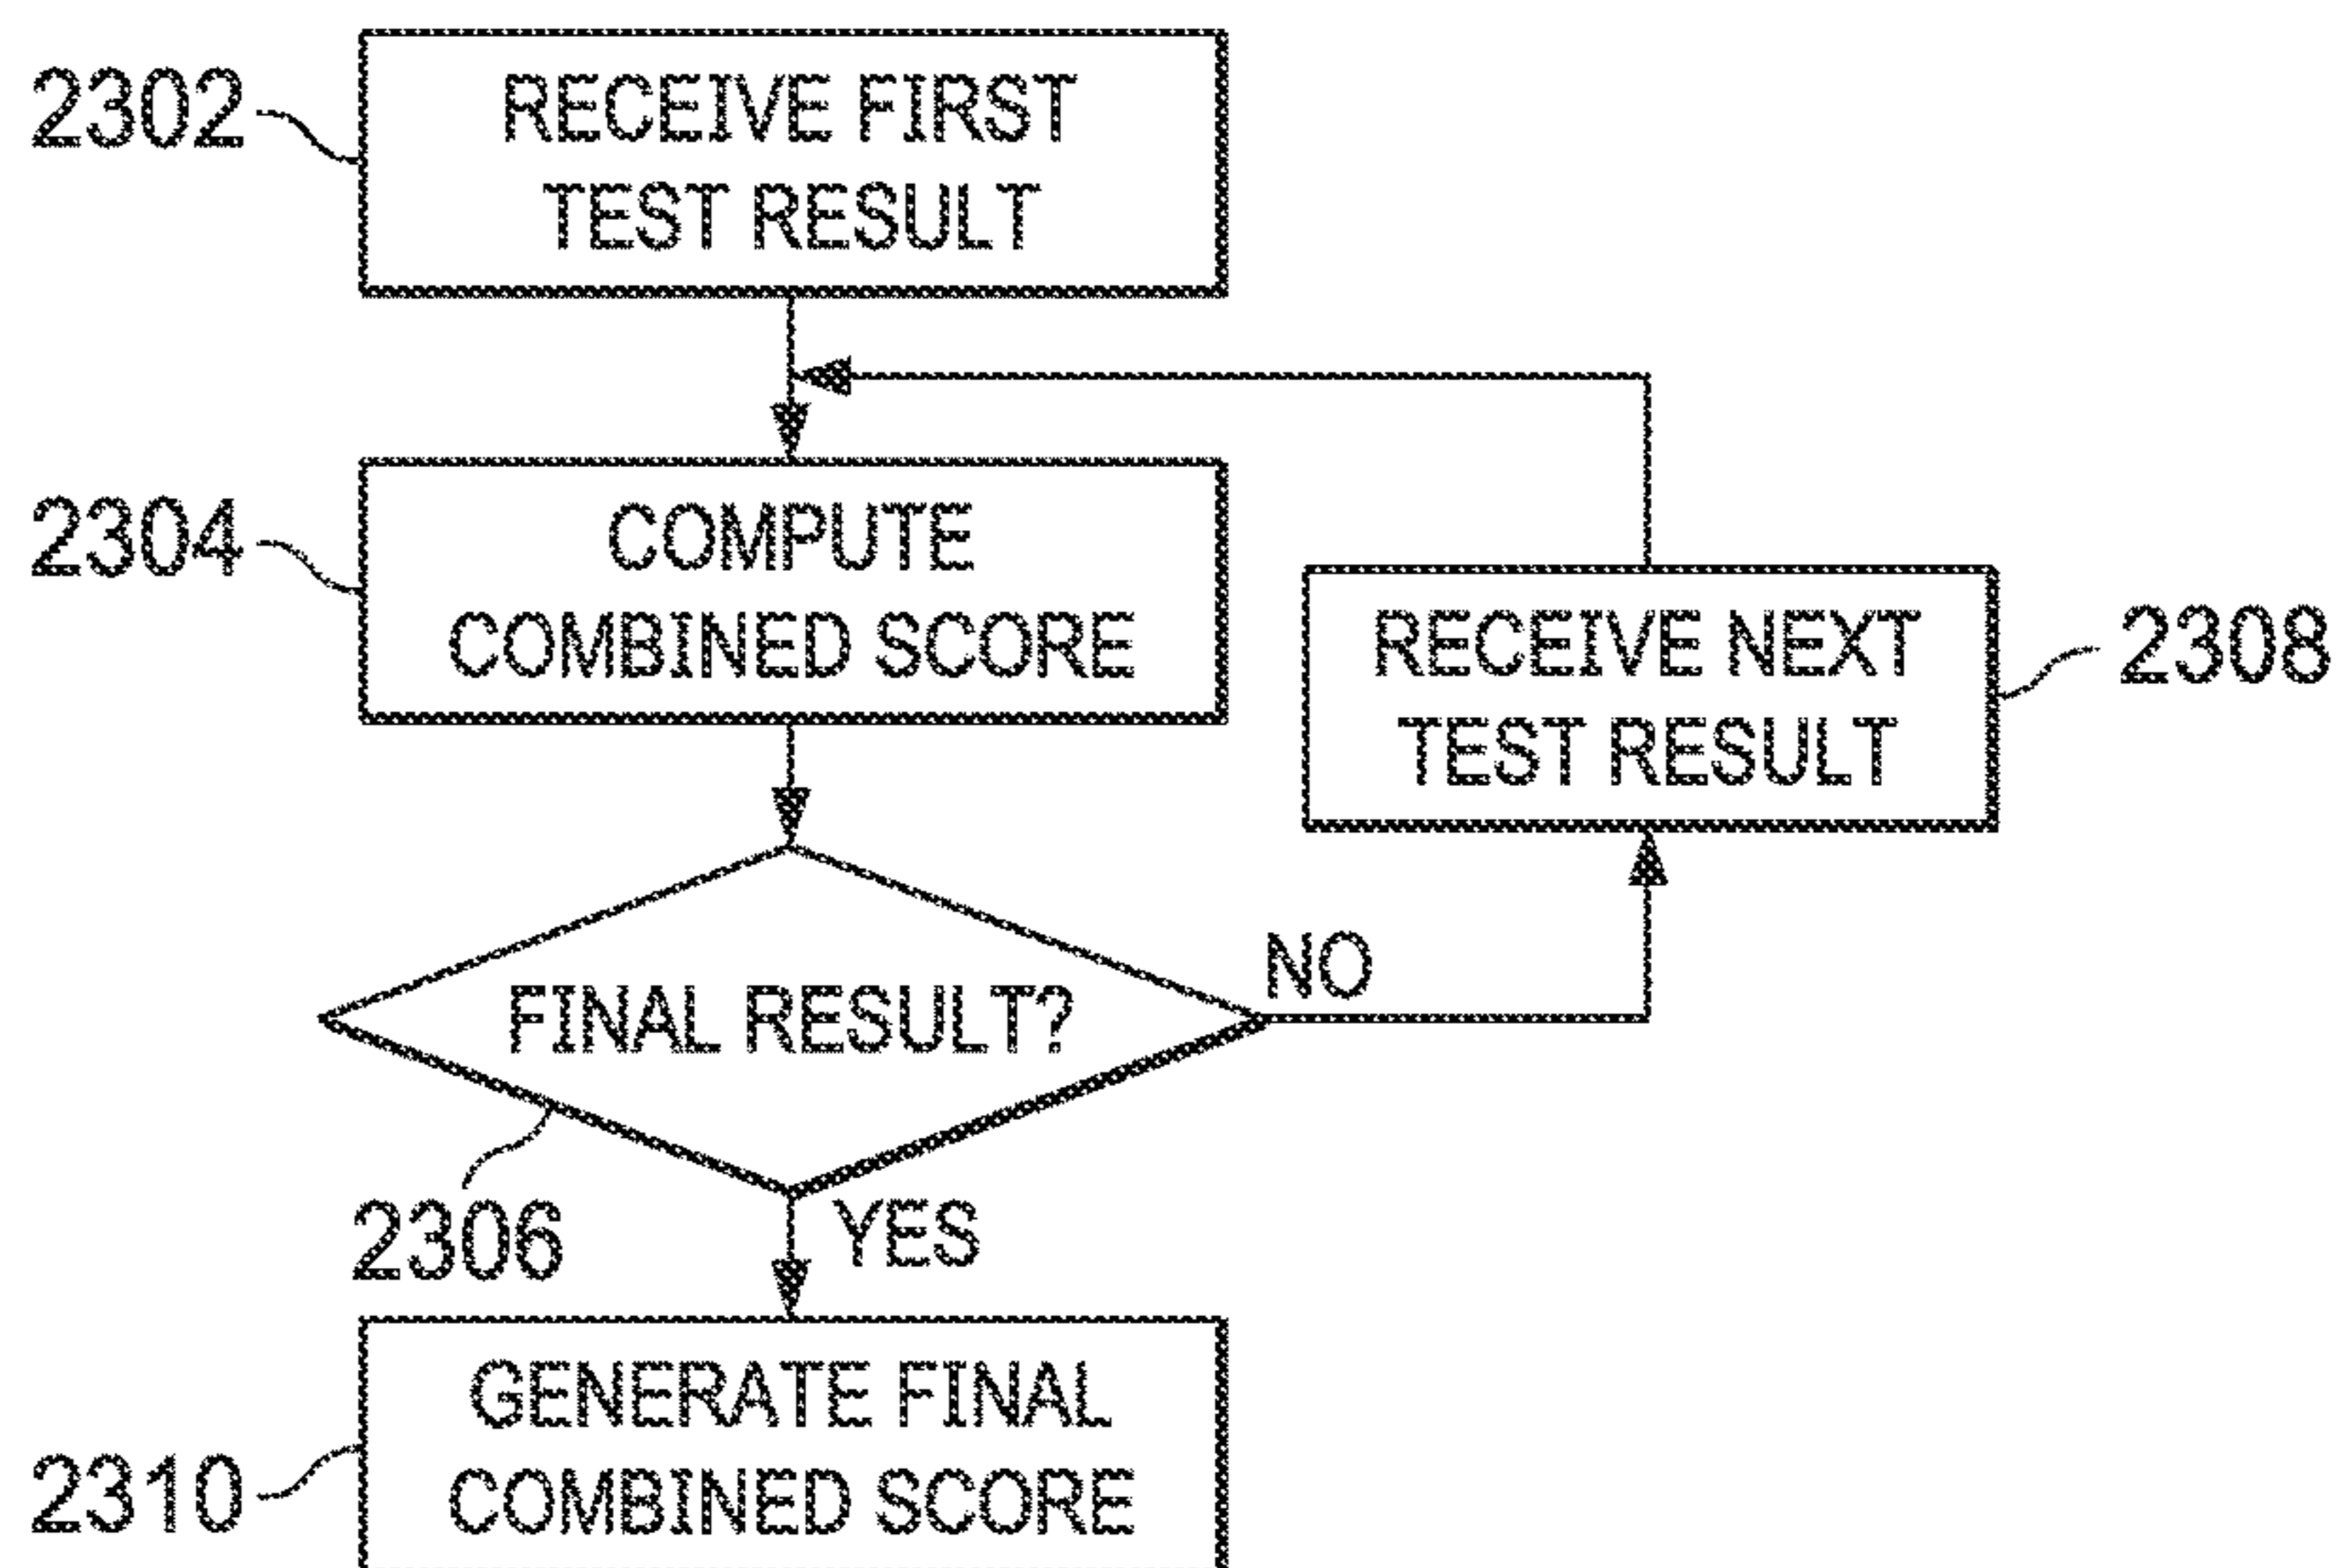 2302
RECEIVE FIRST
TEST RESULT
2304
COMPUTE
COMBINED SCORE
RECEIVE NEXT
TEST RESULT
2308
FINAL RESULT?
NO
2306
YES
2310
GENERATE FINAL
COMBINED SCORE